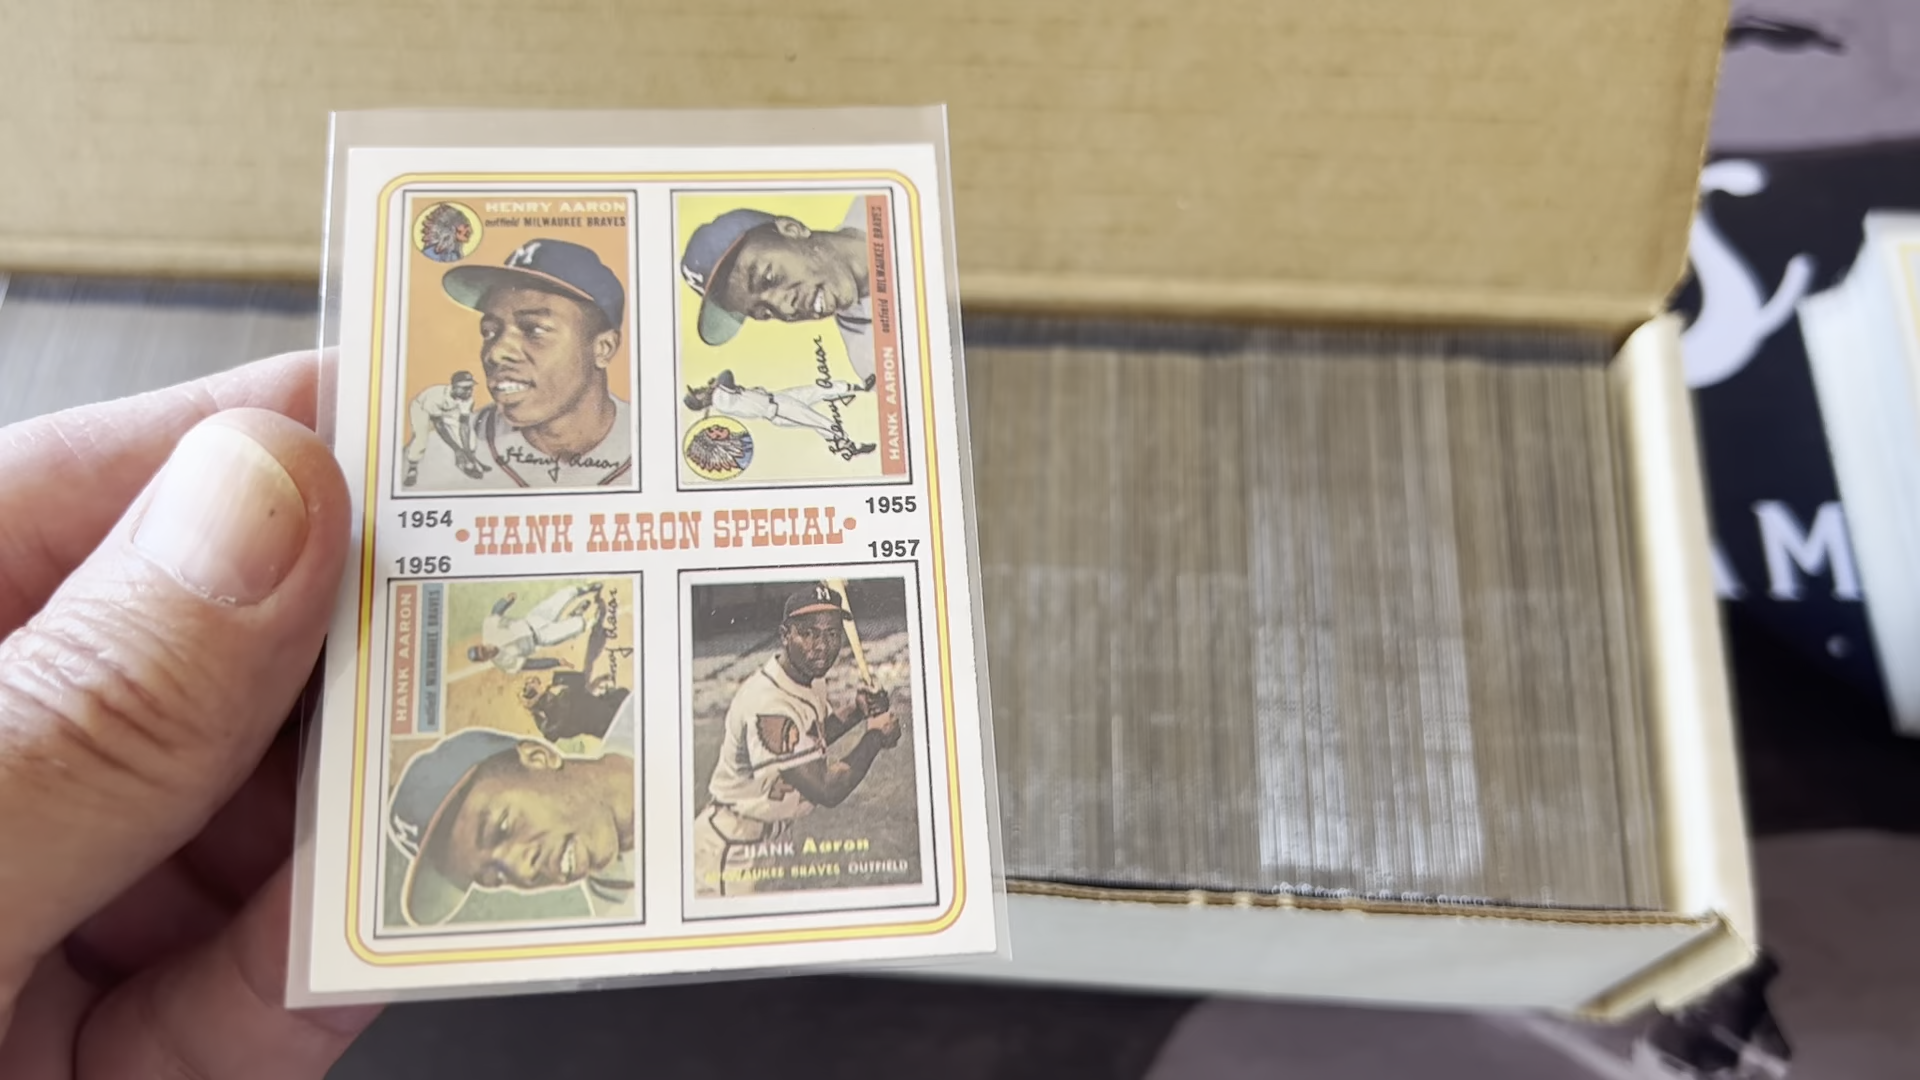 HENRY AARON
outfield MILWAUKEE BRAVES
Henry Aaron
HANK AARON
outfield MILWAUKEE BRAVES
Henry Aaron
1954
1955
•HANK AARON SPECIAL•
1956
1957
HANK AARON
outfield MILWAUKEE BRAVES
Henry Aaron
M
HANK Aaron
MILWAUKEE BRAVES OUTFIELD
S
AM